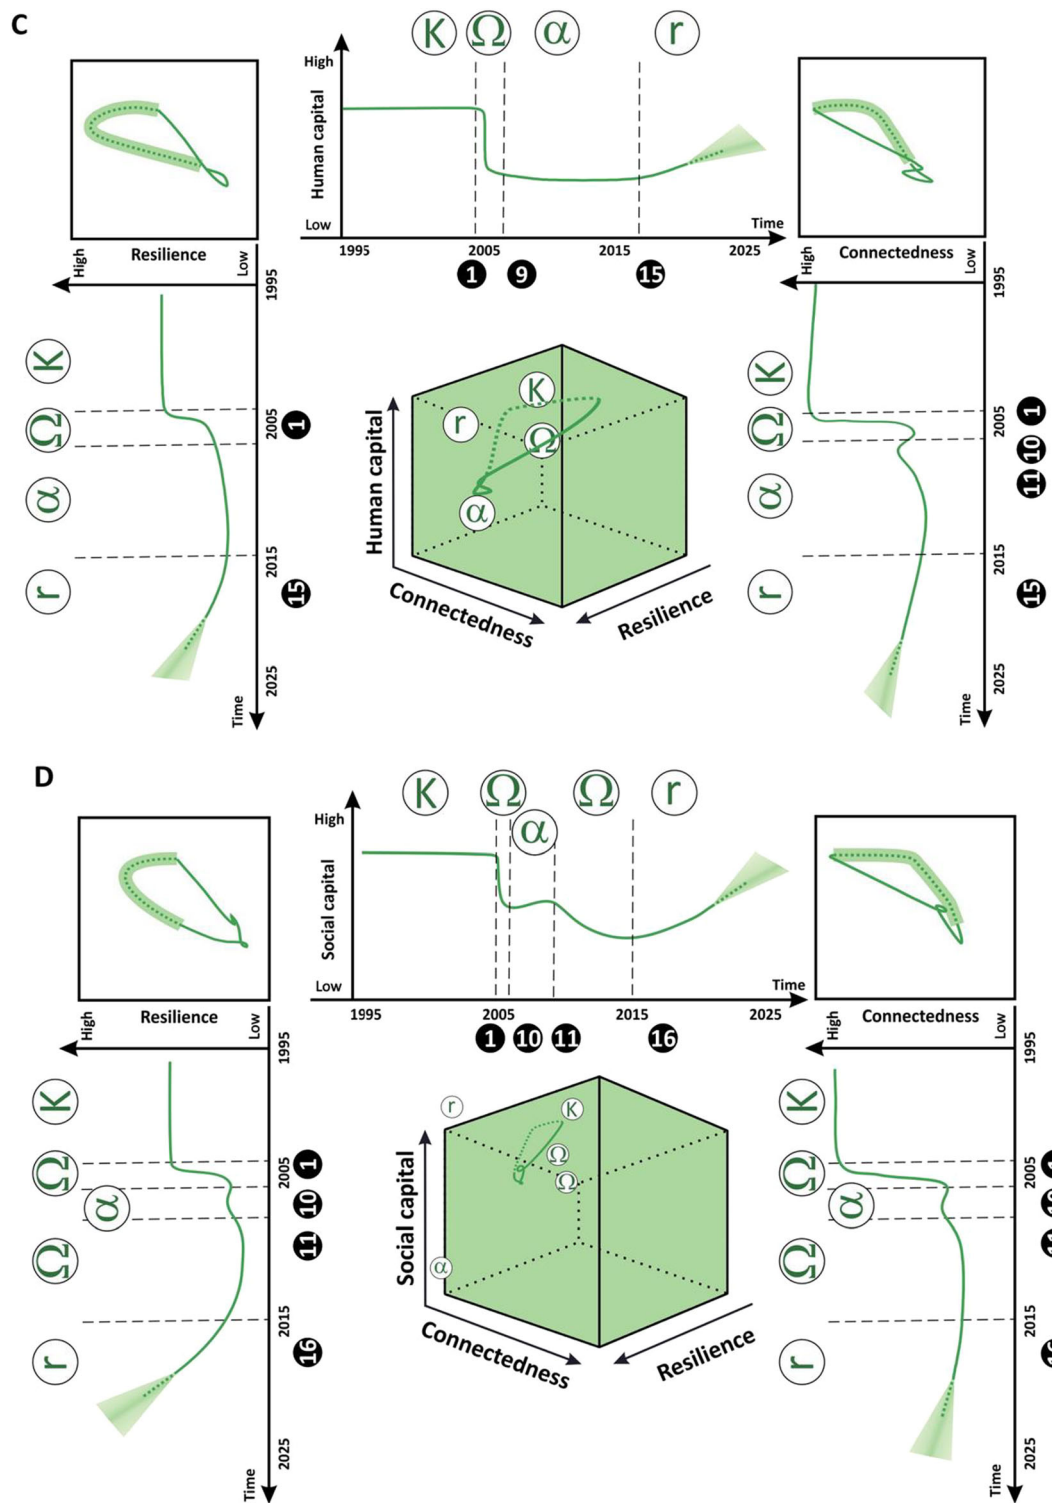 C
K Ω α r
High
Human capital
Low
Time
1995 2005 2015 2025
1 9 15
High Resilience Low
1995
K
Ω
2005
1
α
2015
r
15
2025
Time
High Connectedness Low
1995
K
Ω
2005
1
10
α
11
2015
r
15
2025
Time
K
r
Ω
α
Human capital
Connectedness
Resilience
D
K Ω α Ω r
High
Social capital
Low
Time
1995 2005 2015 2025
1 10 11 16
High Resilience Low
1995
K
Ω
2005
1
α
10
Ω
11
2015
r
16
2025
Time
High Connectedness Low
1995
K
Ω
2005
α
Ω
2015
r
2025
Time
r
K
Ω
Ω
α
Social capital
Connectedness
Resilience